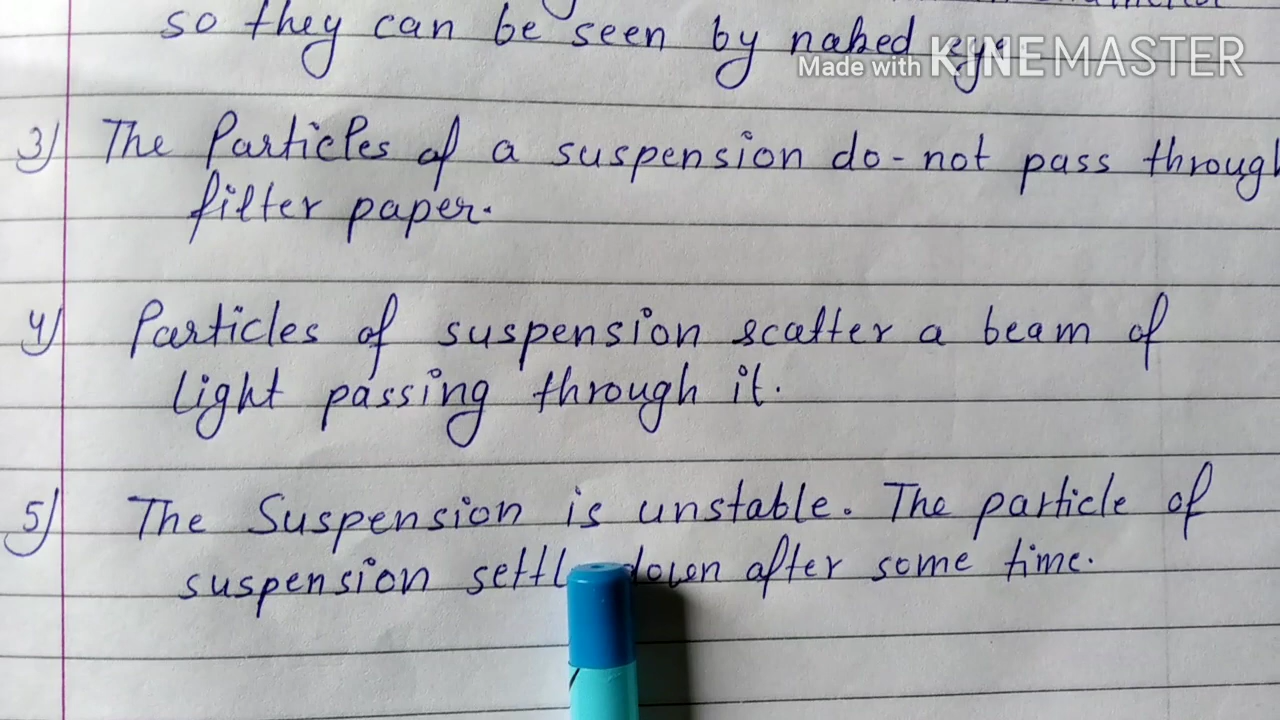 so they can be seen by naked eye
Made with KINEMASTER
3) The Particles of a suspension do-not pass through
filter paper.
4) Particles of suspension scatter a beam of
light passing through it.
5) The Suspension is unstable. The particle of
suspension settl down after some time.